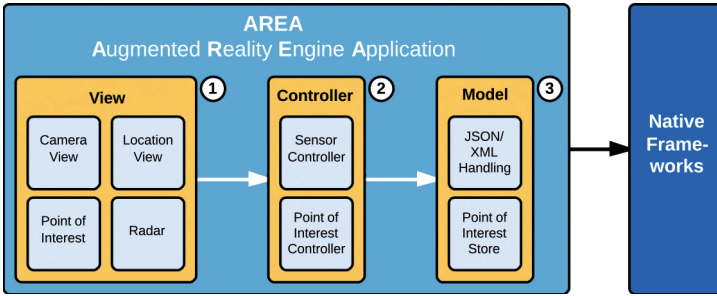 AREA
Augmented Reality Engine Application
View
1
Camera
View
Location
View
Point of
Interest
Radar
Controller
2
Sensor
Controller
Point of
Interest
Controller
Model
3
JSON/
XML
Handling
Point of
Interest
Store
Native
Frame-
works